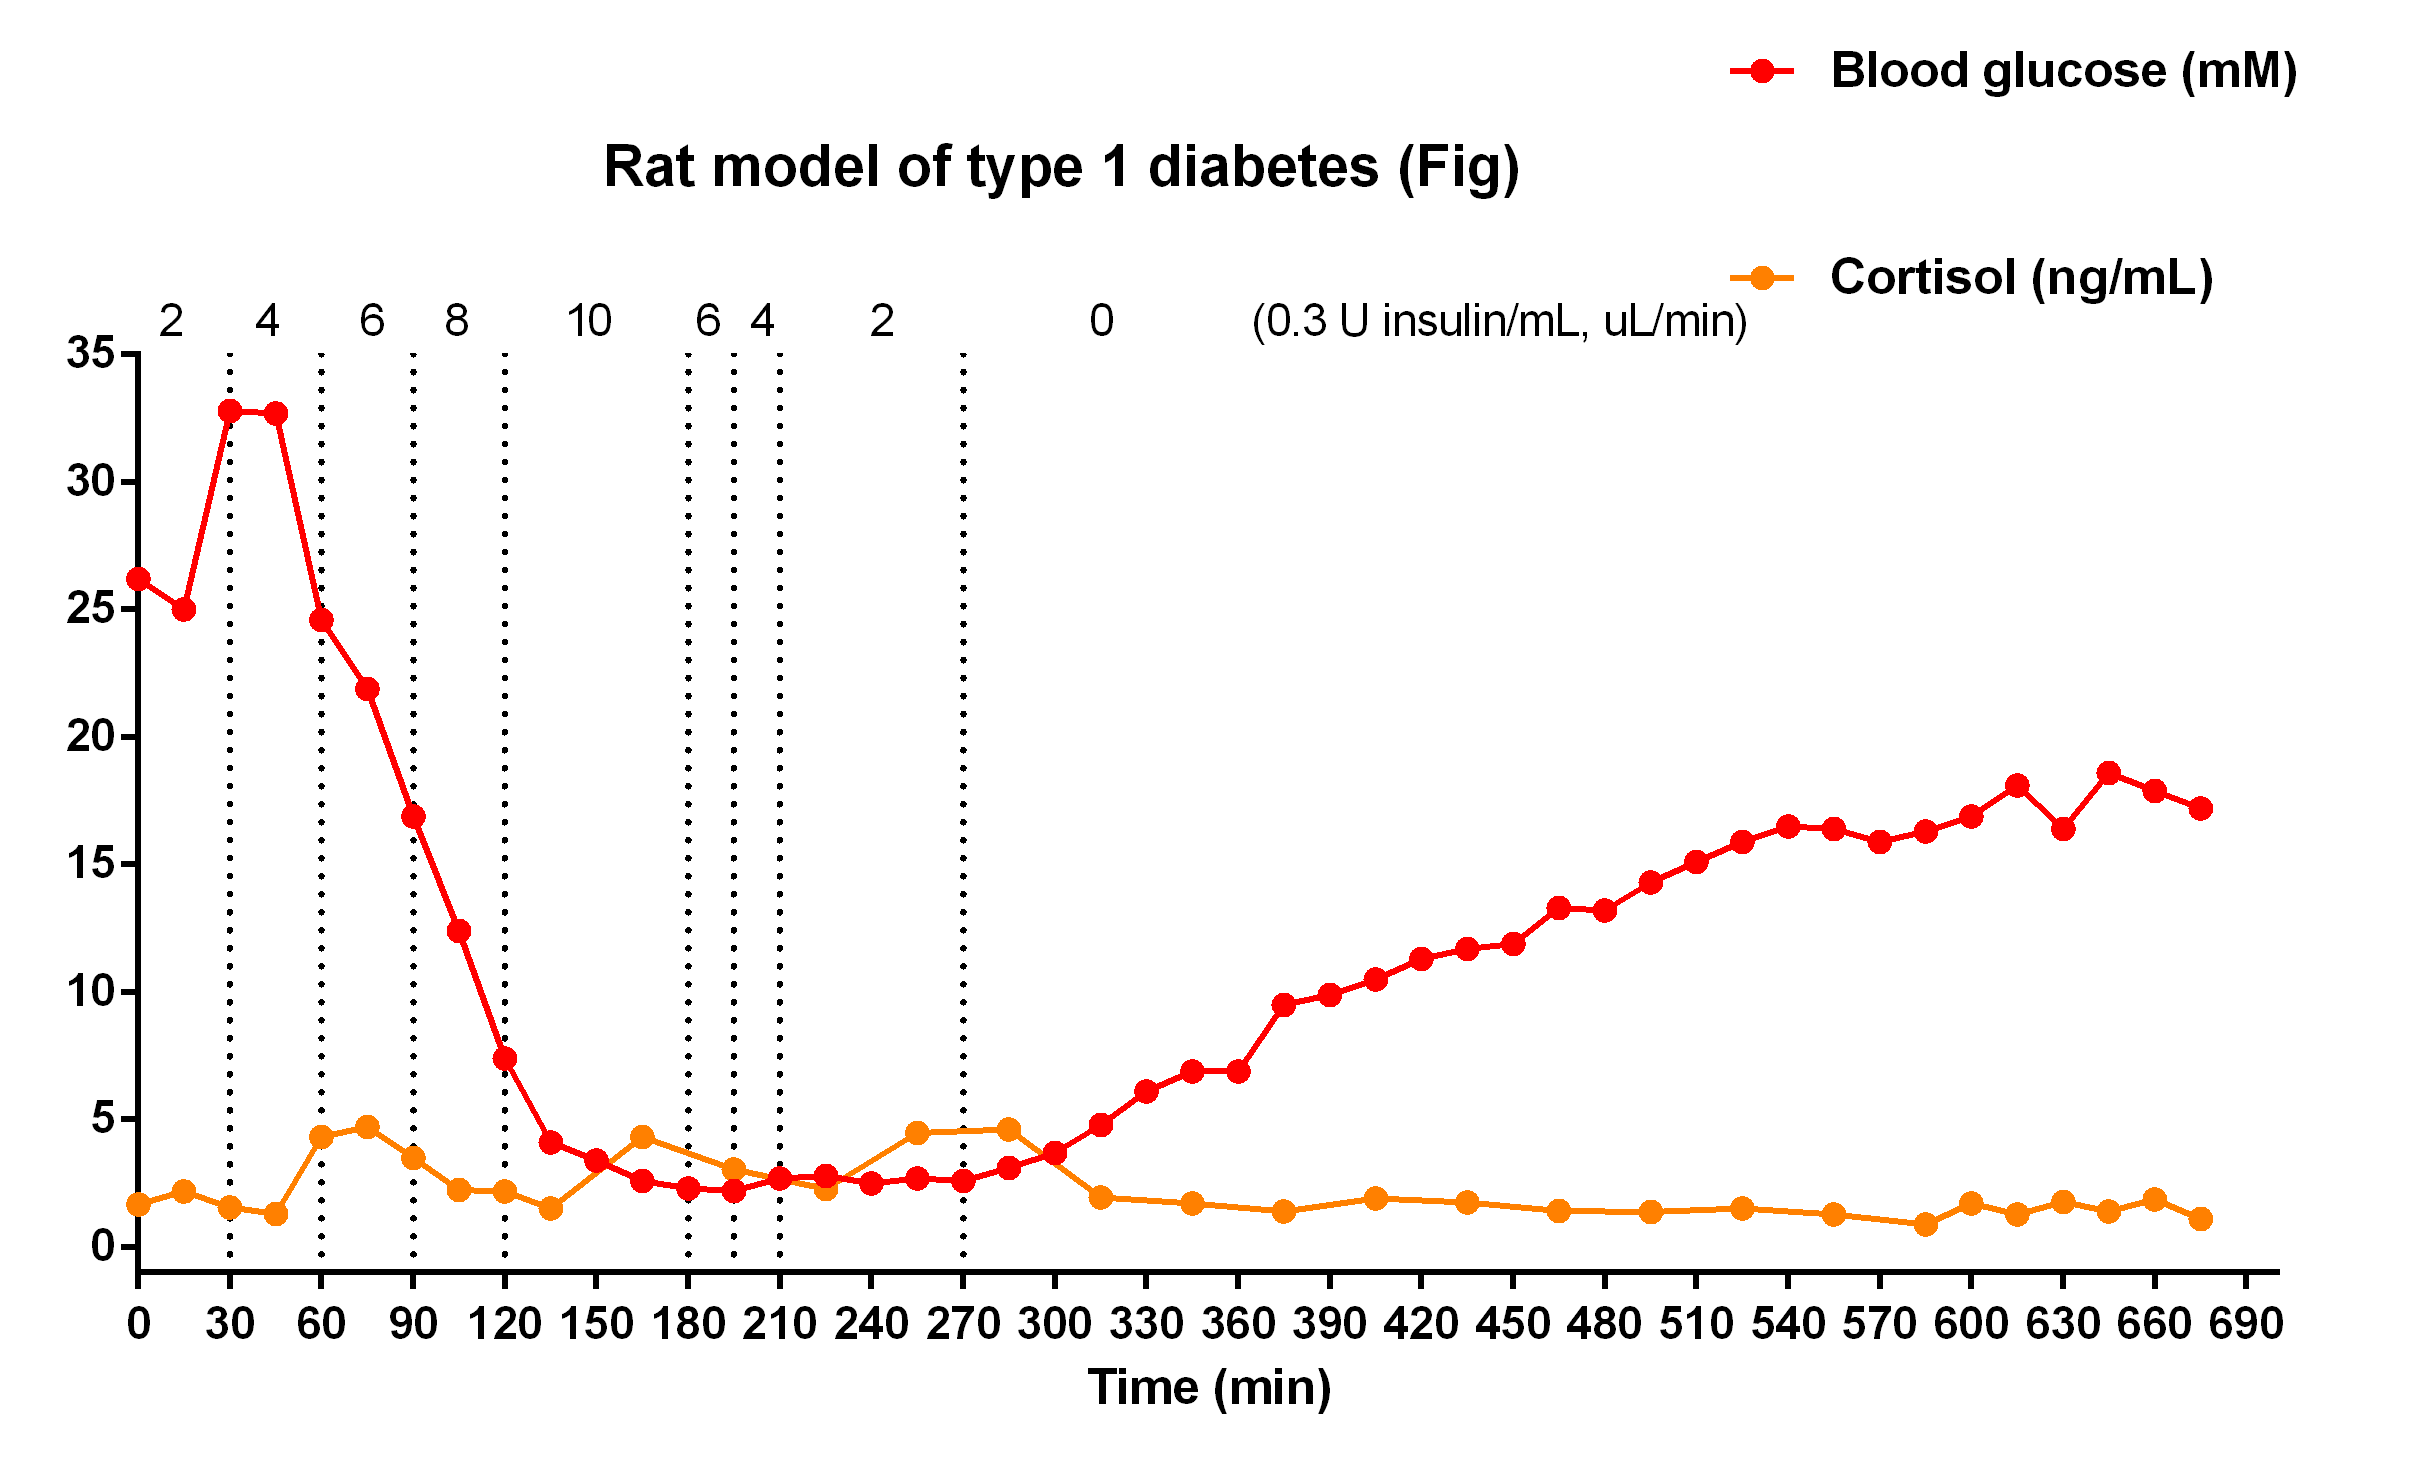 Blood glucose (mM)
Rat model of type 1 diabetes (Fig)
Cortisol (ng/mL)
2 4 6 8 10 6 4 2 0 (0.3 U insulin/mL, uL/min)
35
30
25
20
15
10
5
0
0 30 60 90 120 150 180 210 240 270 300 330 360 390 420 450 480 510 540 570 600 630 660 690
Time (min)